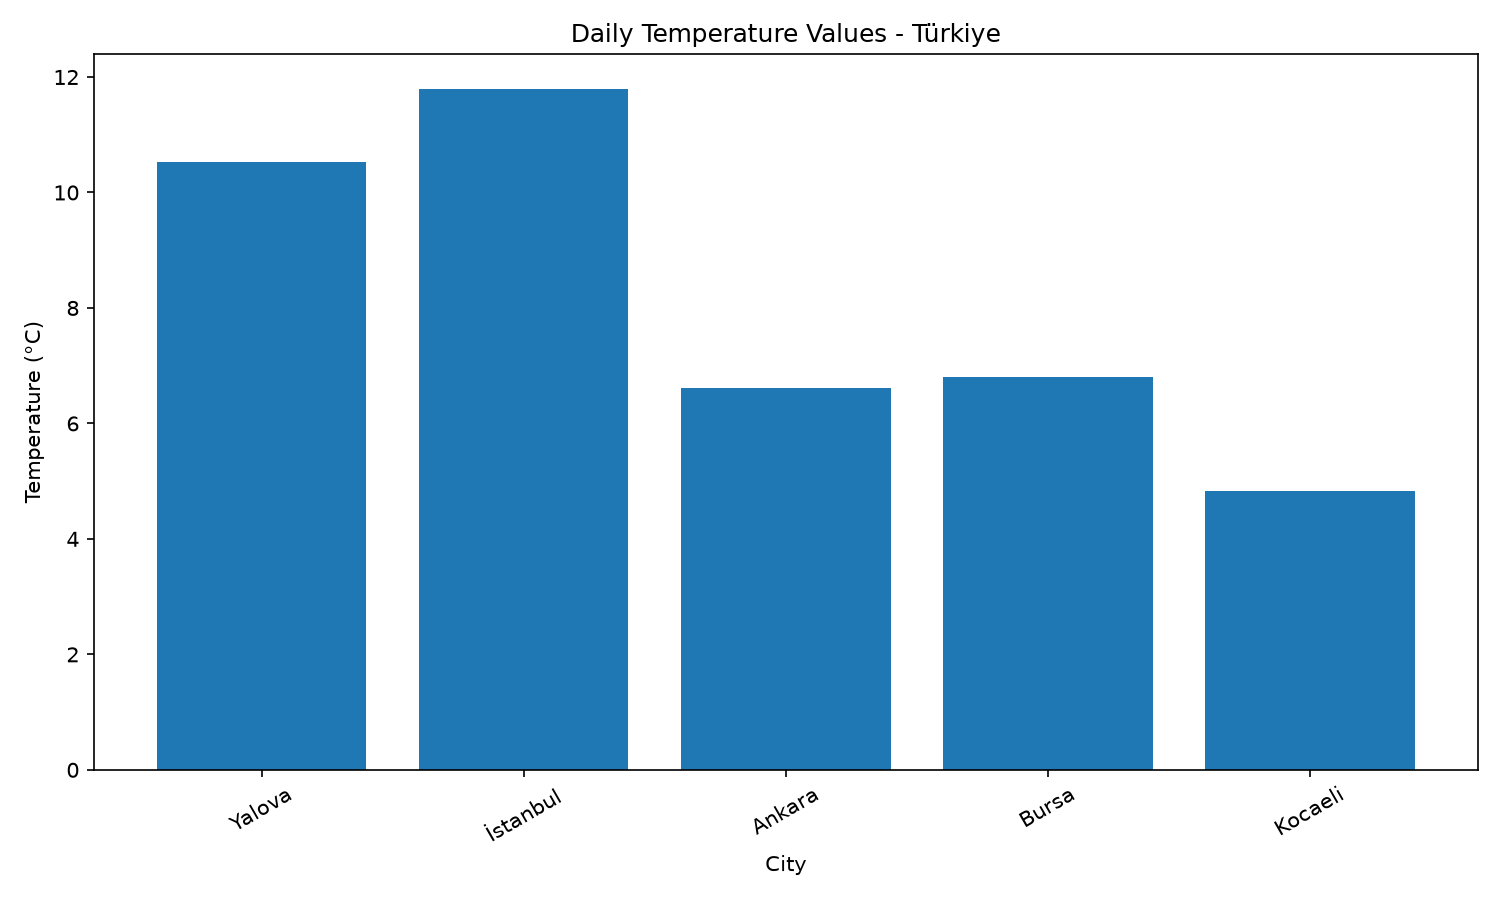 Daily Temperature Values - Türkiye
12
10
8
6
4
2
0
Temperature (°C)
Yalova
İstanbul
Ankara
Bursa
Kocaeli
City